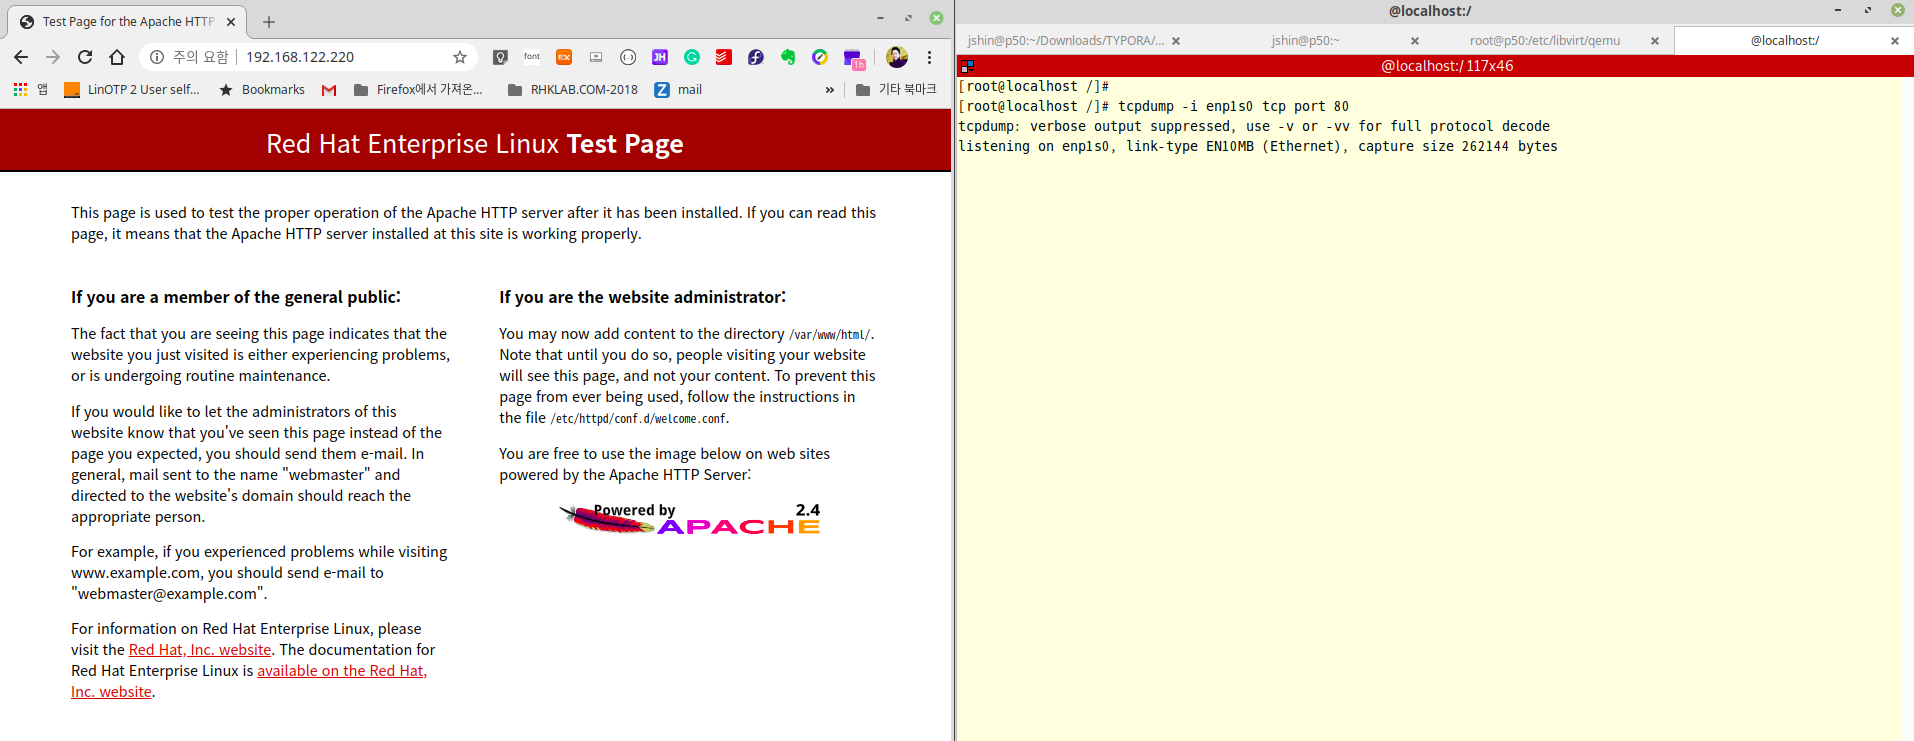 Test Page for the Apache HTTP
주의 요함
192.168.122.220
font
1h
앱
LinOTP 2 User self...
Bookmarks
Firefox에서 가져온...
RHKLAB.COM-2018
mail
»
기타 북마크
Red Hat Enterprise Linux Test Page
This page is used to test the proper operation of the Apache HTTP server after it has been installed. If you can read this
page, it means that the Apache HTTP server installed at this site is working properly.
If you are a member of the general public:
The fact that you are seeing this page indicates that the
website you just visited is either experiencing problems,
or is undergoing routine maintenance.
If you would like to let the administrators of this
website know that you've seen this page instead of the
page you expected, you should send them e-mail. In
general, mail sent to the name "webmaster" and
directed to the website's domain should reach the
appropriate person.
For example, if you experienced problems while visiting
www.example.com, you should send e-mail to
"webmaster@example.com".
For information on Red Hat Enterprise Linux, please
visit the Red Hat, Inc. website. The documentation for
Red Hat Enterprise Linux is available on the Red Hat,
Inc. website.
If you are the website administrator:
You may now add content to the directory /var/www/html/.
Note that until you do so, people visiting your website
will see this page, and not your content. To prevent this
page from ever being used, follow the instructions in
the file /etc/httpd/conf.d/welcome.conf.
You are free to use the image below on web sites
powered by the Apache HTTP Server:
Powered by 2.4
APACHE
@localhost:/
jshin@p50:~/Downloads/TYPORA/...
jshin@p50:~
root@p50:/etc/libvirt/qemu
@localhost:/
@localhost:/ 117x46
[root@localhost /]#
[root@localhost /]# tcpdump -i enp1s0 tcp port 80
tcpdump: verbose output suppressed, use -v or -vv for full protocol decode
listening on enp1s0, link-type EN10MB (Ethernet), capture size 262144 bytes